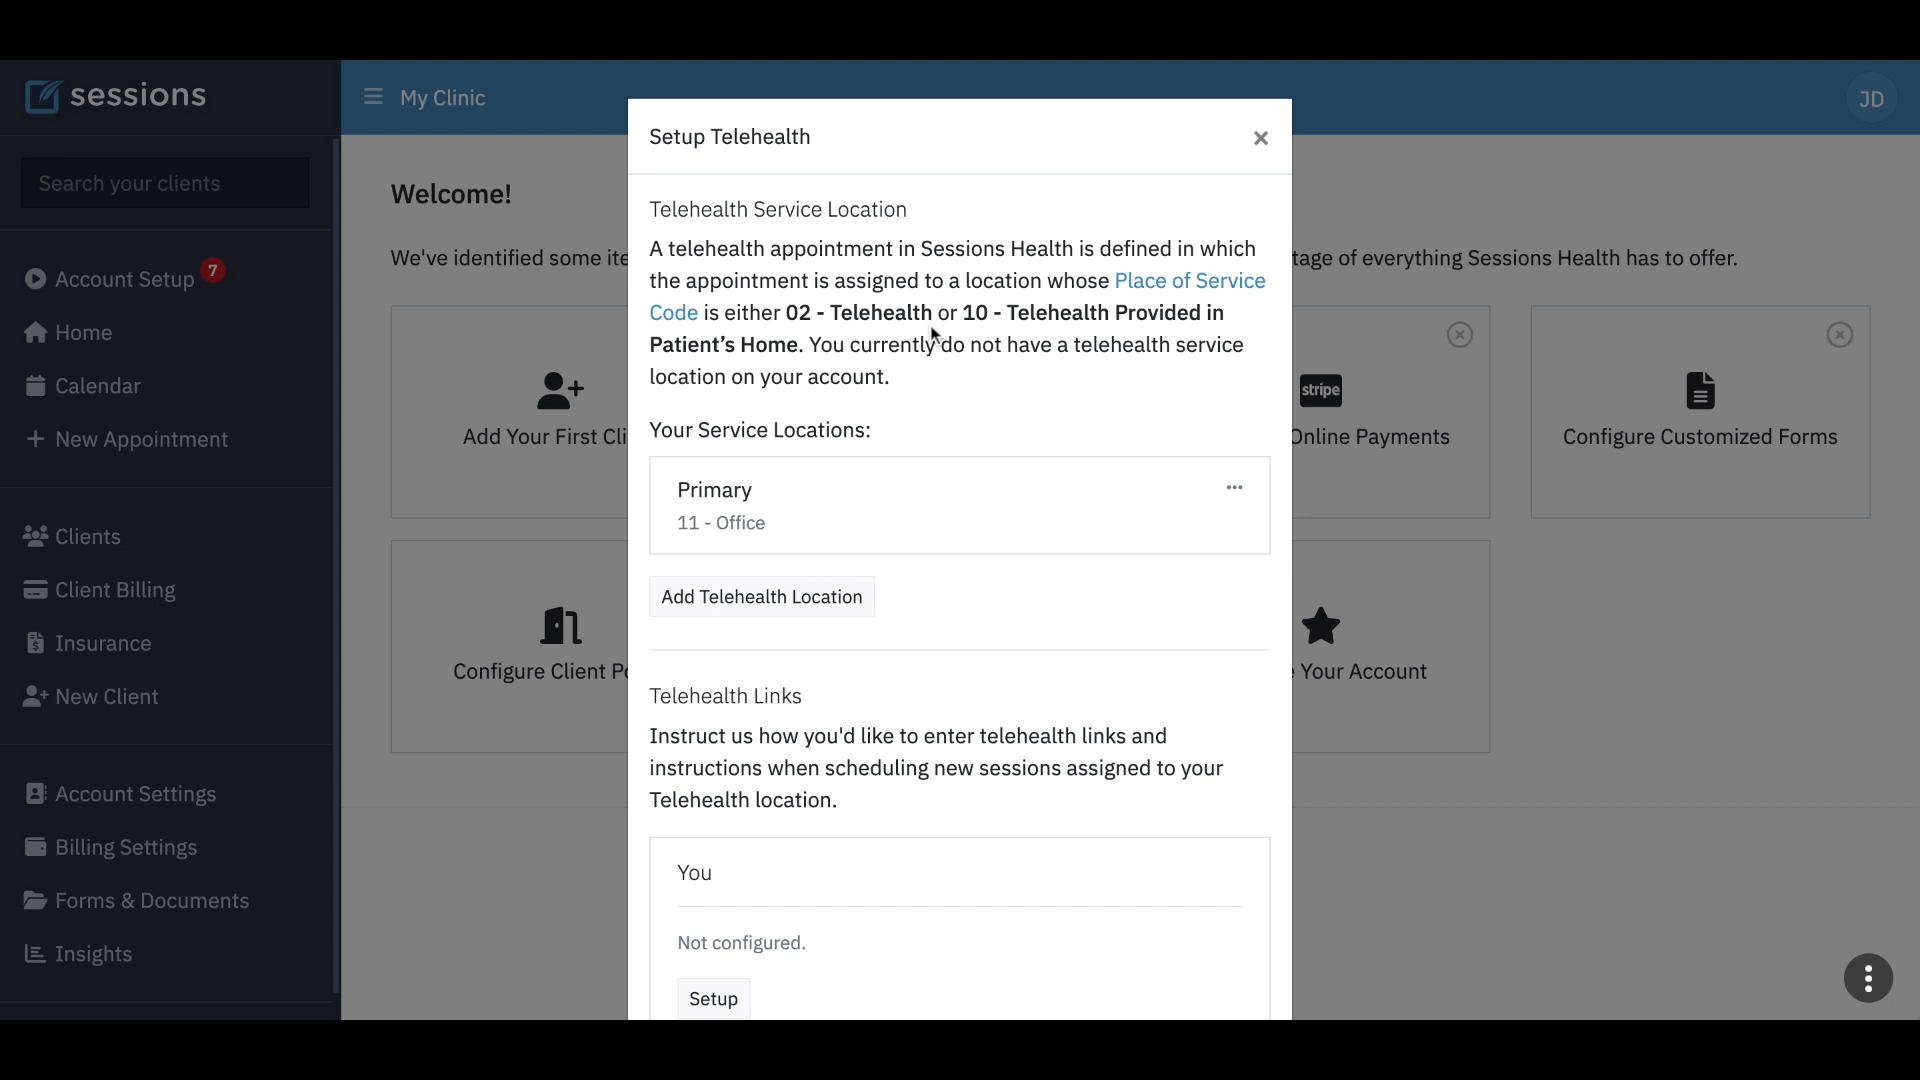 sessions
Search your clients
Account Setup 7
Home
Calendar
New Appointment
Clients
Client Billing
Insurance
New Client
Account Settings
Billing Settings
Forms & Documents
Insights
My Clinic
JD
Welcome!
We've identified some ite
tage of everything Sessions Health has to offer.
Add Your First Cli
stripe
Online Payments
Configure Customized Forms
Configure Client Po
Your Account
Setup Telehealth
×
Telehealth Service Location
A telehealth appointment in Sessions Health is defined in which
the appointment is assigned to a location whose Place of Service
Code is either 02 - Telehealth or 10 - Telehealth Provided in
Patient’s Home. You currently do not have a telehealth service
location on your account.
Your Service Locations:
Primary
11 - Office
Add Telehealth Location
Telehealth Links
Instruct us how you'd like to enter telehealth links and
instructions when scheduling new sessions assigned to your
Telehealth location.
You
Not configured.
Setup